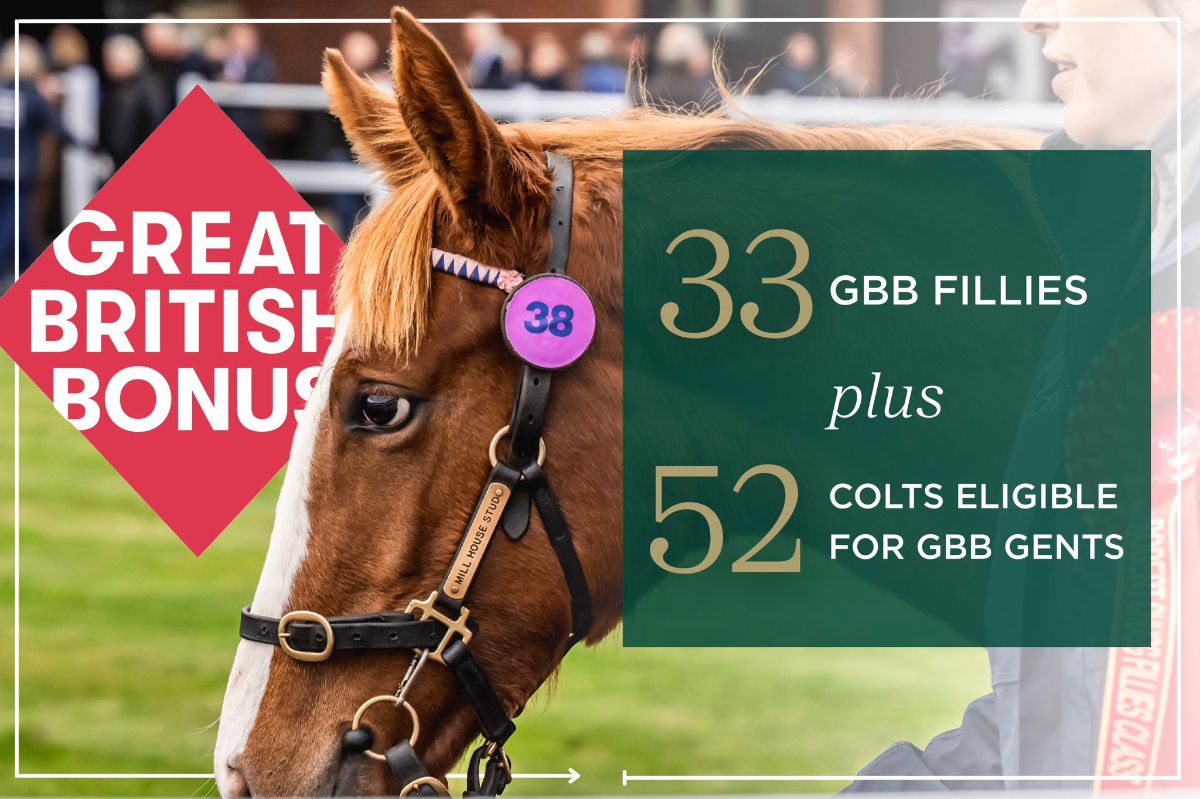 GREAT
BRITISH
BONUS
38
MILL HOUSE STUD
33 GBB FILLIES
plus
52 COLTS ELIGIBLE
FOR GBB GENTS